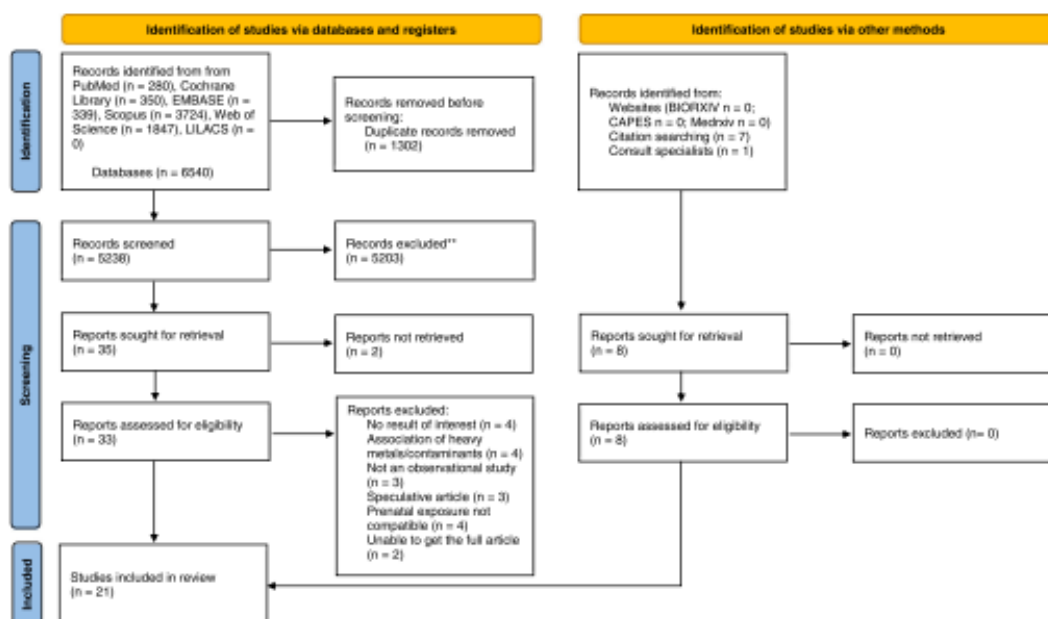 Identification of studies via databases and registers
Identification of studies via other methods
Identification
Records identified from from
PubMed (n = 280), Cochrane
Library (n = 350), EMBASE (n =
339), Scopus (n = 3724), Web of
Science (n = 1847), LILACS (n =
0)
Databases (n = 6540)
Records removed before
screening:
Duplicate records removed
(n = 1302)
Records identified from:
Websites (BIORXIV n = 0;
CAPES n = 0; Medrxiv n = 0)
Citation searching (n = 7)
Consult specialists (n = 1)
Screening
Records screened
(n = 5238)
Records excluded**
(n = 5203)
Reports sought for retrieval
(n = 35)
Reports not retrieved
(n = 2)
Reports sought for retrieval
(n = 8)
Reports not retrieved
(n = 0)
Reports assessed for eligibility
(n = 33)
Reports excluded:
No result of interest (n = 4)
Association of heavy
metals/contaminants (n = 4)
Not an observational study
(n = 3)
Speculative article (n = 3)
Prenatal exposure not
compatible (n = 4)
Unable to get the full article
(n = 2)
Reports assessed for eligibility
(n = 8)
Reports excluded (n= 0)
Included
Studies included in review
(n = 21)